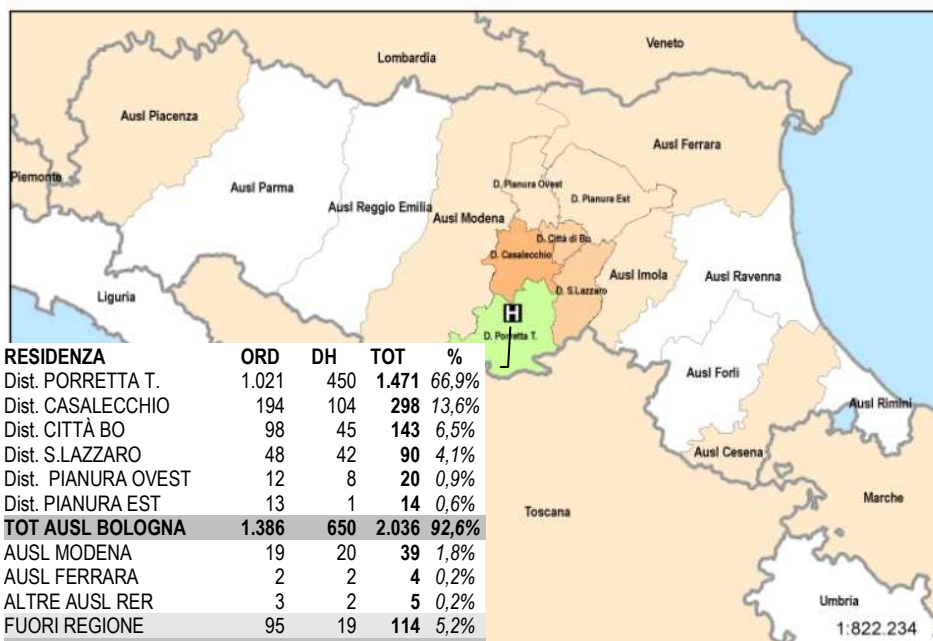 Veneto
Lombardia
Ausl Piacenza
Ausl Ferrara
Piemonte
D. Pianura Ovest
Ausl Parma
D. Pianura Est
Ausl Reggio Emilia
Ausl Modena
D. Città di Bo
D. Casalecchio
Ausl Imola
Ausl Ravenna
D. S.Lazzaro
Liguria
H
D. Porretta T.
Ausl Forlì
Ausl Rimini
Ausl Cesena
Marche
Toscana
Umbria
1:822.234
RESIDENZA ORD DH TOT %
Dist. PORRETTA T. 1.021 450 1.471 66,9%
Dist. CASALECCHIO 194 104 298 13,6%
Dist. CITTÀ BO 98 45 143 6,5%
Dist. S.LAZZARO 48 42 90 4,1%
Dist. PIANURA OVEST 12 8 20 0,9%
Dist. PIANURA EST 13 1 14 0,6%
TOT AUSL BOLOGNA 1.386 650 2.036 92,6%
AUSL MODENA 19 20 39 1,8%
AUSL FERRARA 2 2 4 0,2%
ALTRE AUSL RER 3 2 5 0,2%
FUORI REGIONE 95 19 114 5,2%